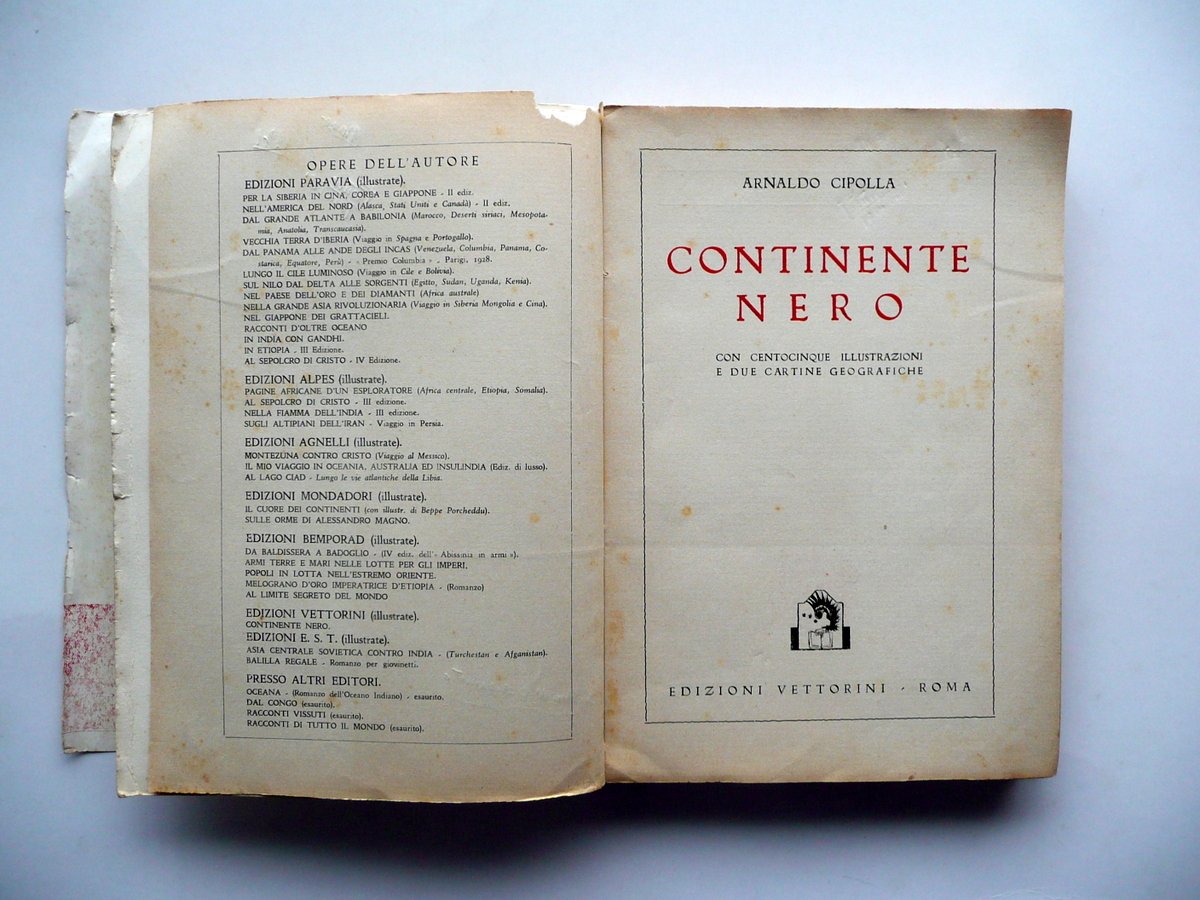 OPERE DELL'AUTORE
EDIZIONI PARAVIA (illustrate).
PER LA SIBERIA IN CINA, COREA E GIAPPONE - II ediz.
NELL'AMERICA DEL NORD (Alasca, Stati Uniti e Canadà) - II ediz.
DAL GRANDE ATLANTE A BABILONIA (Marocco, Deserti siriaci, Mesopota-
mia, Anatolia, Transcaucasia).
VECCHIA TERRA D'IBERIA (Viaggio in Spagna e Portogallo).
DAL PANAMA ALLE ANDE DEGLI INCAS (Venezuela, Columbia, Panama, Co-
starica, Equatore, Perù) - « Premio Columbia » - Parigi, 1928.
LUNGO IL CILE LUMINOSO (Viaggio in Cile e Bolivia).
SUL NILO DAL DELTA ALLE SORGENTI (Egitto, Sudan, Uganda, Kenia).
NEL PAESE DELL'ORO E DEI DIAMANTI (Africa australe)
NELLA GRANDE ASIA RIVOLUZIONARIA (Viaggio in Siberia Mongolia e Cina).
NEL GIAPPONE DEI GRATTACIELI.
RACCONTI D'OLTRE OCEANO
IN INDIA CON GANDHI.
IN ETIOPIA - III Edizione.
AL SEPOLCRO DI CRISTO - IV Edizione.
EDIZIONI ALPES (illustrate).
PAGINE AFRICANE D'UN ESPLORATORE (Africa centrale, Etiopia, Somalia).
AL SEPOLCRO DI CRISTO - III edizione.
NELLA FIAMMA DELL'INDIA - III edizione.
SUGLI ALTIPIANI DELL'IRAN - Viaggio in Persia.
EDIZIONI AGNELLI (illustrate).
MONTEZUNA CONTRO CRISTO (Viaggio al Messico).
IL MIO VIAGGIO IN OCEANIA, AUSTRALIA ED INSULINDIA (Ediz. di lusso).
AL LAGO CIAD - Lungo le vie atlantiche della Libia.
EDIZIONI MONDADORI (illustrate).
IL CUORE DEI CONTINENTI (con illustr. di Beppe Porcheddu).
SULLE ORME DI ALESSANDRO MAGNO.
EDIZIONI BEMPORAD (illustrate).
DA BALDISSERA A BADOGLIO - (IV ediz. dell'- Abissinia in armi »).
ARMI TERRE E MARI NELLE LOTTE PER GLI IMPERI.
POPOLI IN LOTTA NELL'ESTREMO ORIENTE.
MELOGRANO D'ORO IMPERATRICE D'ETIOPIA - (Romanzo)
AL LIMITE SEGRETO DEL MONDO
EDIZIONI VETTORINI (illustrate).
CONTINENTE NERO.
EDIZIONI E. S. T. (illustrate).
ASIA CENTRALE SOVIETICA CONTRO INDIA - (Turchestan e Afganistan).
BALILLA REGALE - Romanzo per giovinetti.
PRESSO ALTRI EDITORI.
OCEANA - (Romanzo dell'Oceano Indiano) - esaurito.
DAL CONGO (esaurito).
RACCONTI VISSUTI (esaurito).
RACCONTI DI TUTTO IL MONDO (esaurito).
ARNALDO CIPOLLA
CONTINENTE
NERO
CON CENTOCINQUE ILLUSTRAZIONI
E DUE CARTINE GEOGRAFICHE
EDIZIONI VETTORINI - ROMA